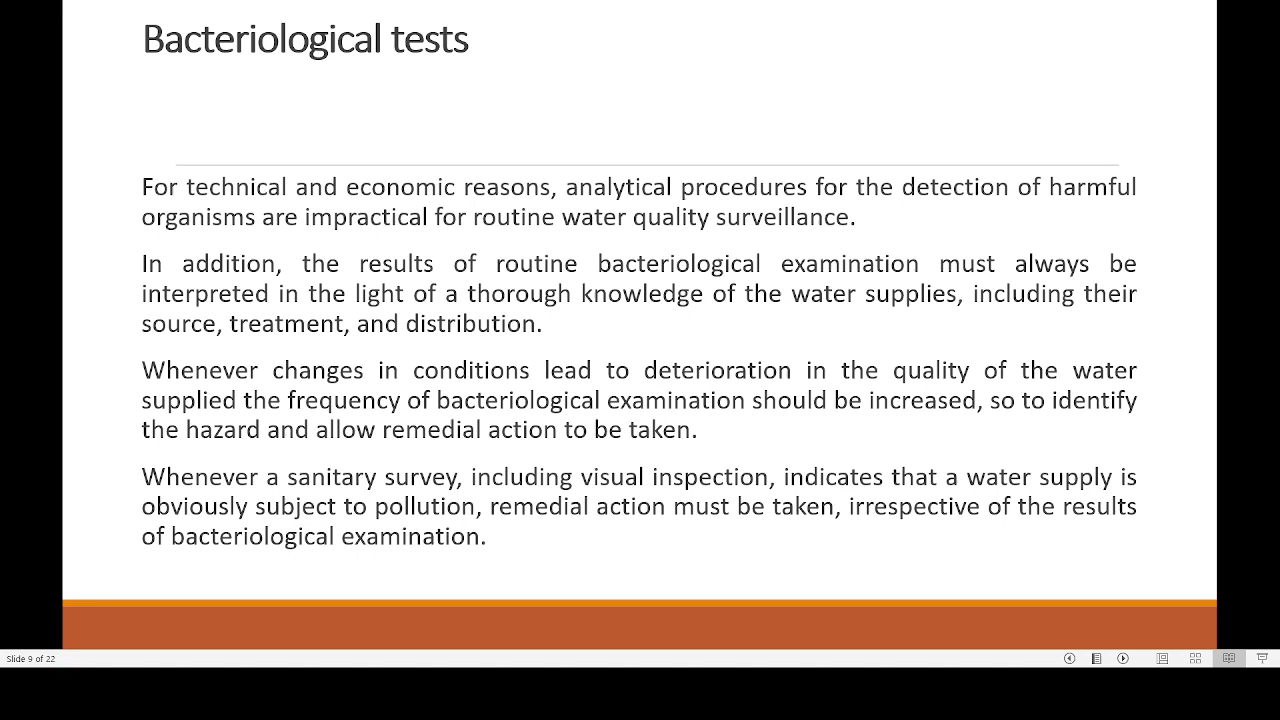 Bacteriological tests
For technical and economic reasons, analytical procedures for the detection of harmful
organisms are impractical for routine water quality surveillance.
In addition, the results of routine bacteriological examination must always be
interpreted in the light of a thorough knowledge of the water supplies, including their
source, treatment, and distribution.
Whenever changes in conditions lead to deterioration in the quality of the water
supplied the frequency of bacteriological examination should be increased, so to identify
the hazard and allow remedial action to be taken.
Whenever a sanitary survey, including visual inspection, indicates that a water supply is
obviously subject to pollution, remedial action must be taken, irrespective of the results
of bacteriological examination.
Slide 9 of 22